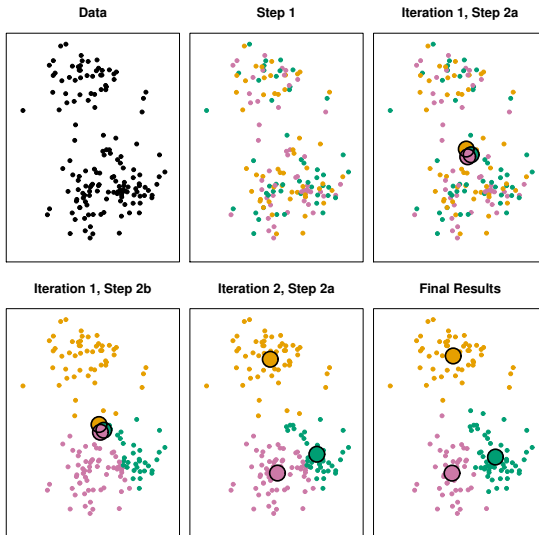 Data
Step 1
Iteration 1, Step 2a
Iteration 1, Step 2b
Iteration 2, Step 2a
Final Results